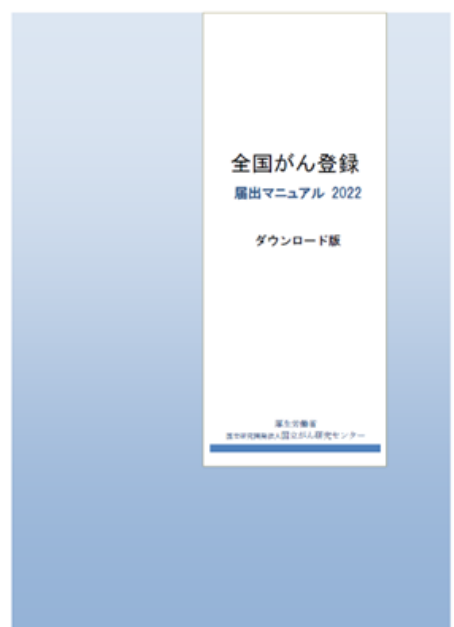 全国がん登録
届出マニュアル 2022
ダウンロード版
厚生労働省
国立研究開発法人国立がん研究センター